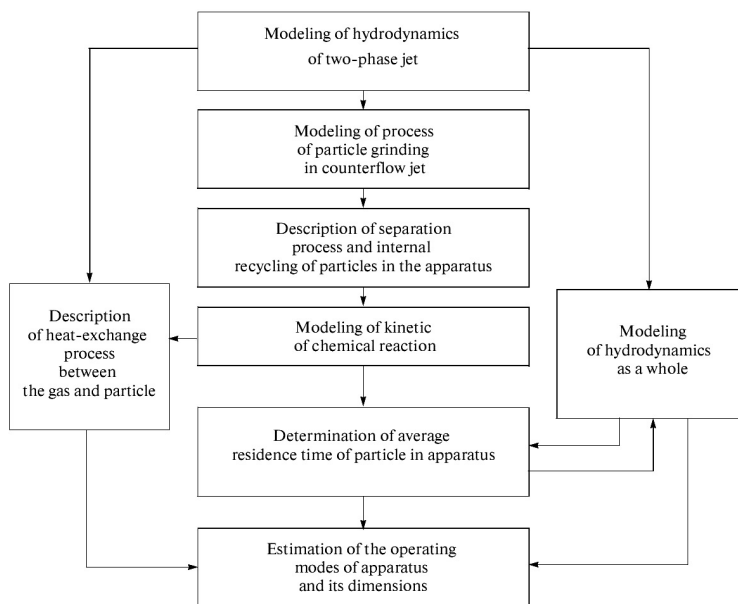 Modeling of hydrodynamics
of two-phase jet
Modeling of process
of particle grinding
in counterflow jet
Description of separation
process and internal
recycling of particles in the apparatus
Description
of heat-exchange
process
between
the gas and particle
Modeling of kinetic
of chemical reaction
Modeling
of hydrodynamics
as a whole
Determination of average
residence time of particle in apparatus
Estimation of the operating
modes of apparatus
and its dimensions